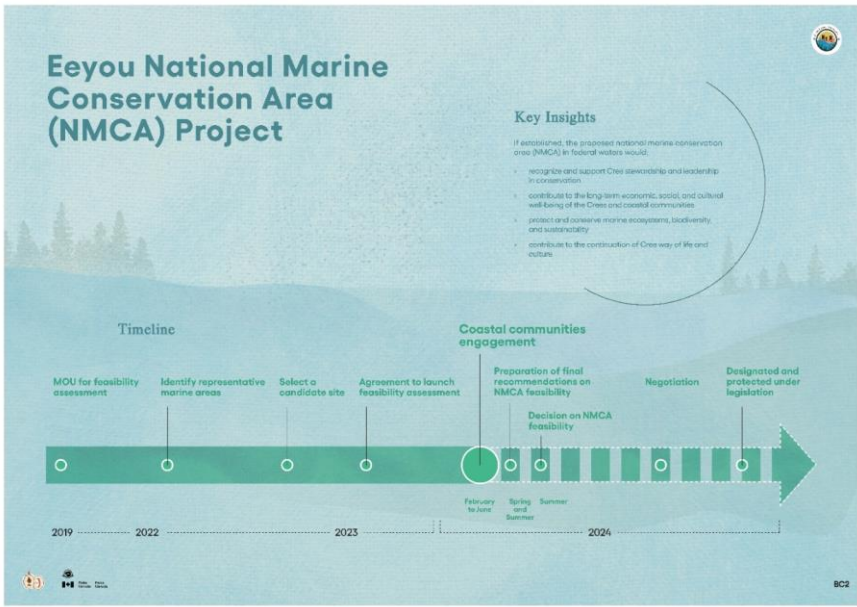 Eeyou National Marine
Conservation Area
(NMCA) Project
Key Insights
If established, the proposed national marine conservation
area (NMCA) in federal waters would:
recognize and support Cree stewardship and leadership
in conservation
contribute to the long-term economic, social, and cultural
well-being of the Crees and coastal communities
protect and conserve marine ecosystems, biodiversity
and sustainability
contribute to the continuation of Cree way of life and
culture
Timeline
Coastal communities
engagement
MOU for feasibility
assessment
Identify representative
marine areas
Select a
candidate site
Agreement to launch
feasibility assessment
Preparation of final
recommendations on
NMCA feasibility
Decision on NMCA
feasibility
Negotiation
Designated and
protected under
legislation
February
to June
Spring
and
Summer
Summer
2019
2022
2023
2024
Parks Parcs
Canada Canada
BC2